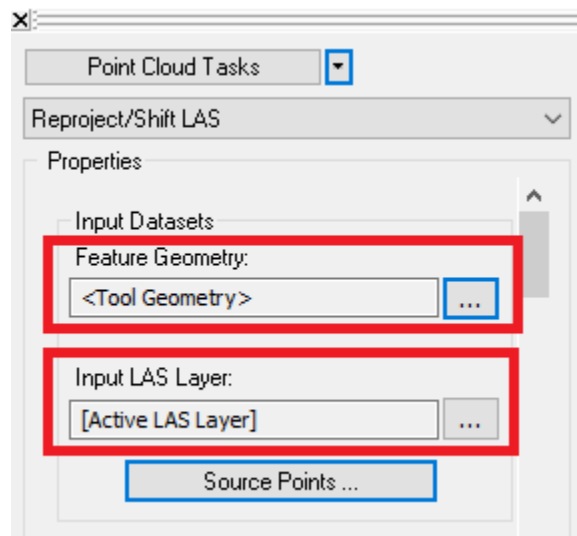 Point Cloud Tasks
Reproject/Shift LAS
Properties
Input Datasets
Feature Geometry:
<Tool Geometry>
...
Input LAS Layer:
[Active LAS Layer]
...
Source Points ...